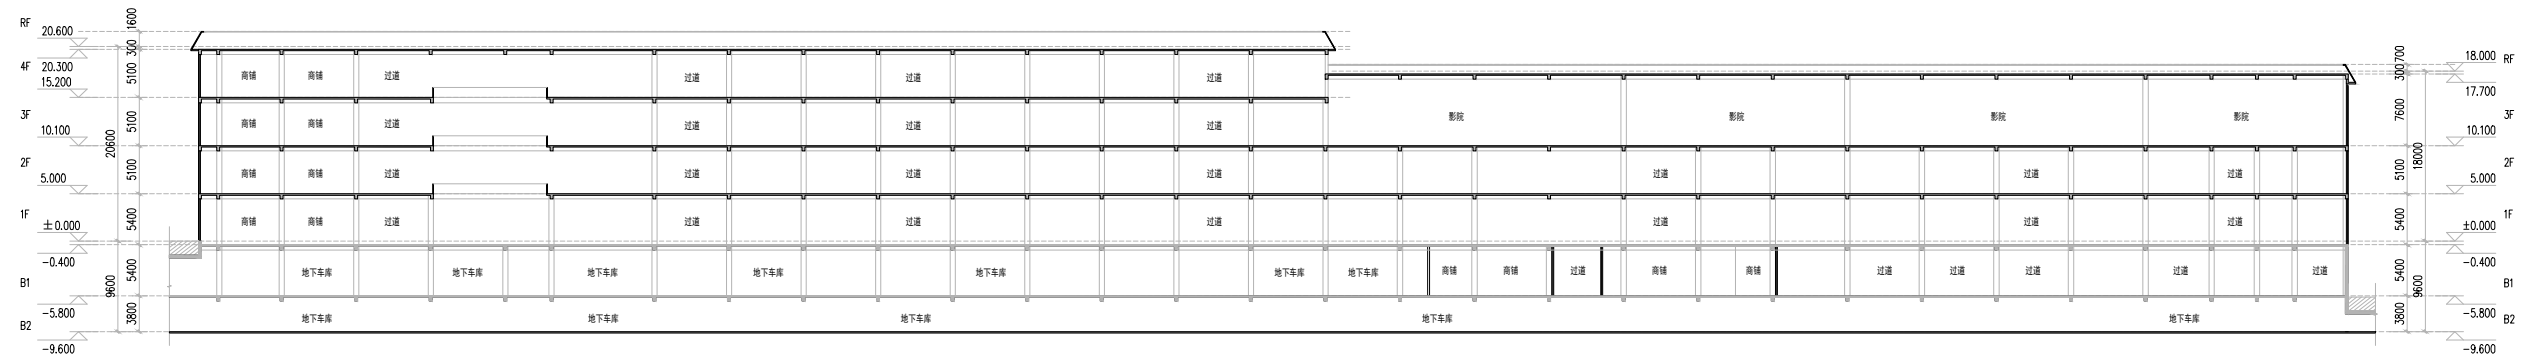 RF
20.600
1600
300
4F
20.300
15.200
5100
商铺
商铺
过道
过道
过道
过道
700
18.000
RF
300
17.700
3F
10.100
5100
20600
商铺
商铺
过道
过道
过道
过道
影院
影院
影院
影院
7600
10.100
3F
2F
5.000
5100
商铺
商铺
过道
过道
过道
过道
过道
过道
过道
5100
18000
5.000
2F
1F
±0.000
-0.400
5400
商铺
商铺
过道
过道
过道
过道
过道
过道
过道
5400
±0.000
-0.400
1F
B1
-5.800
5400
9600
地下车库
地下车库
地下车库
地下车库
地下车库
地下车库
地下车库
商铺
商铺
过道
商铺
商铺
过道
过道
过道
过道
过道
5400
9600
-5.800
B1
B2
-9.600
3800
地下车库
地下车库
地下车库
地下车库
地下车库
3800
-9.600
B2